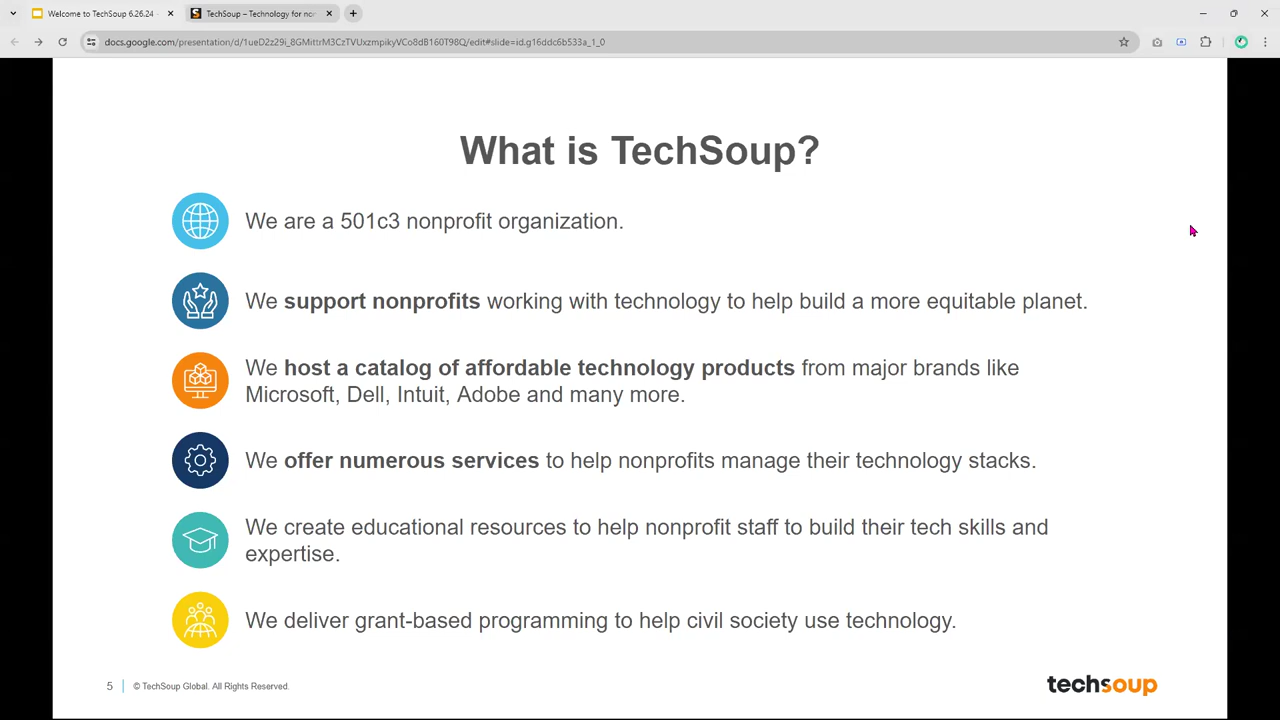 Welcome to TechSoup 6.26.24 -
TechSoup – Technology for non
docs.google.com/presentation/d/1ueD2z29i_8GMittrM3CzTVUxzmpikyVCo8dB160T98Q/edit#slide=id.g16ddc6b533a_1_0
What is TechSoup?
We are a 501c3 nonprofit organization.
We support nonprofits working with technology to help build a more equitable planet.
We host a catalog of affordable technology products from major brands like
Microsoft, Dell, Intuit, Adobe and many more.
We offer numerous services to help nonprofits manage their technology stacks.
We create educational resources to help nonprofit staff to build their tech skills and
expertise.
We deliver grant-based programming to help civil society use technology.
5
© TechSoup Global. All Rights Reserved.
techsoup